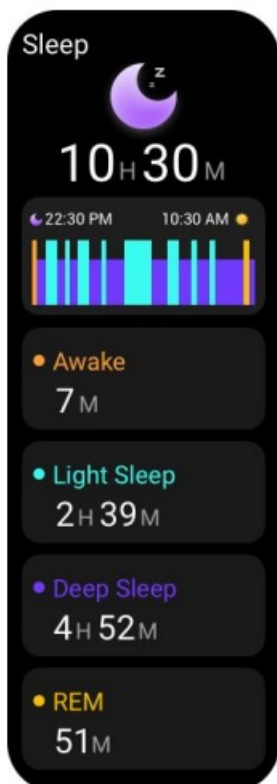 Sleep
z
z
10H30M
22:30 PM 10:30 AM
Awake
7M
Light Sleep
2H39M
Deep Sleep
4H52M
REM
51M